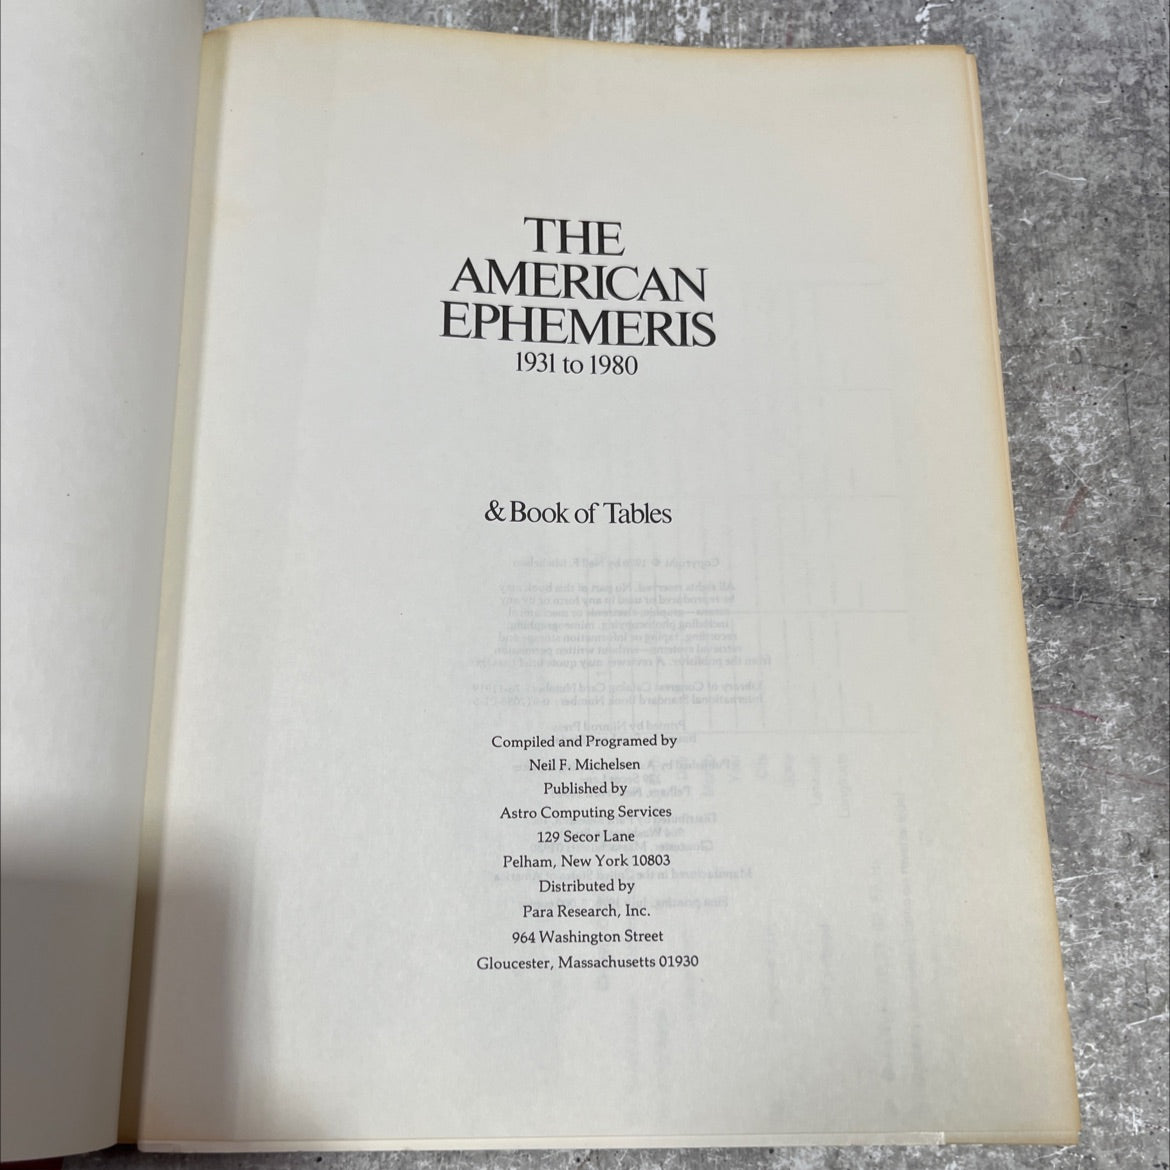 THE
AMERICAN
EPHEMERIS
1931 to 1980
& Book of Tables
Compiled and Programed by
Neil F. Michelsen
Published by
Astro Computing Services
129 Secor Lane
Pelham, New York 10803
Distributed by
Para Research, Inc.
964 Washington Street
Gloucester, Massachusetts 01930